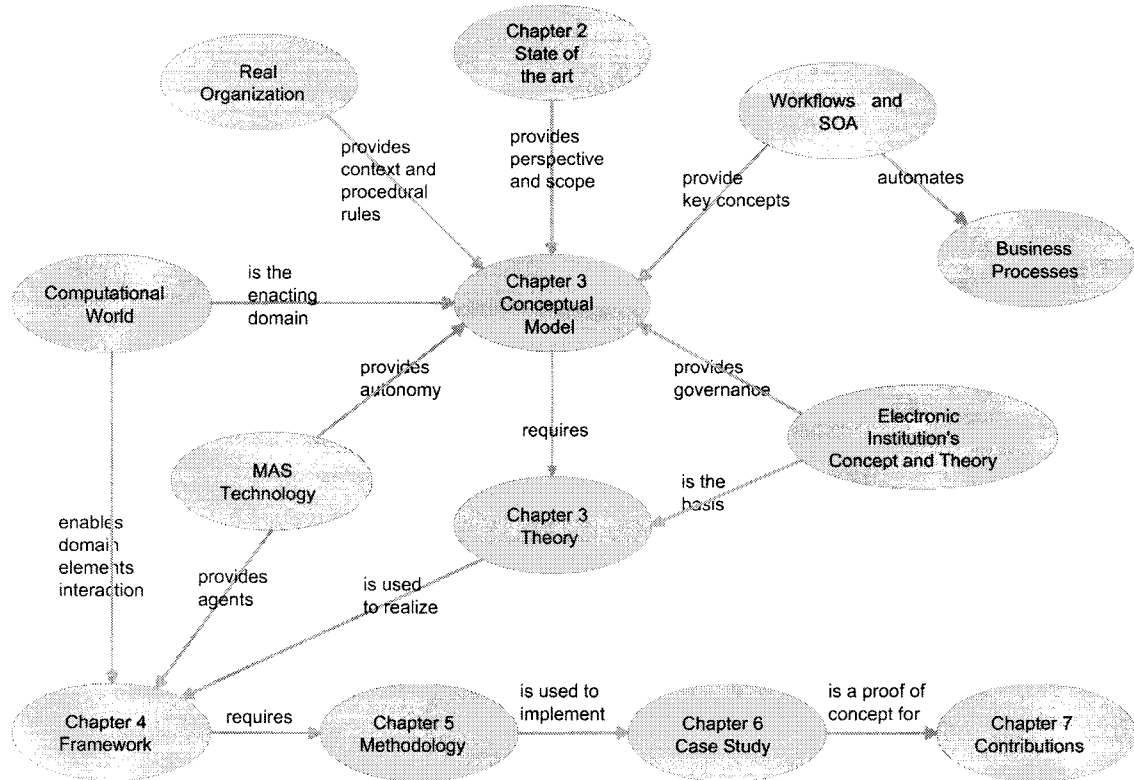 Chapter 2
State of
the art
Real
Organization
Workflows and
SOA
provides
context and
procedural
rules
provides
perspective
and scope
provide
key concepts
automates
Business
Processes
Computational
World
is the
enacting
domain
Chapter 3
Conceptual
Model
provides
autonomy
provides
governance
requires
Electronic
Institution's
Concept and Theory
MAS
Technology
is the
basis
Chapter 3
Theory
enables
domain
elements
interaction
provides
agents
is used
to realize
Chapter 4
Framework
requires
Chapter 5
Methodology
is used to
implement
Chapter 6
Case Study
is a proof of
concept for
Chapter 7
Contributions